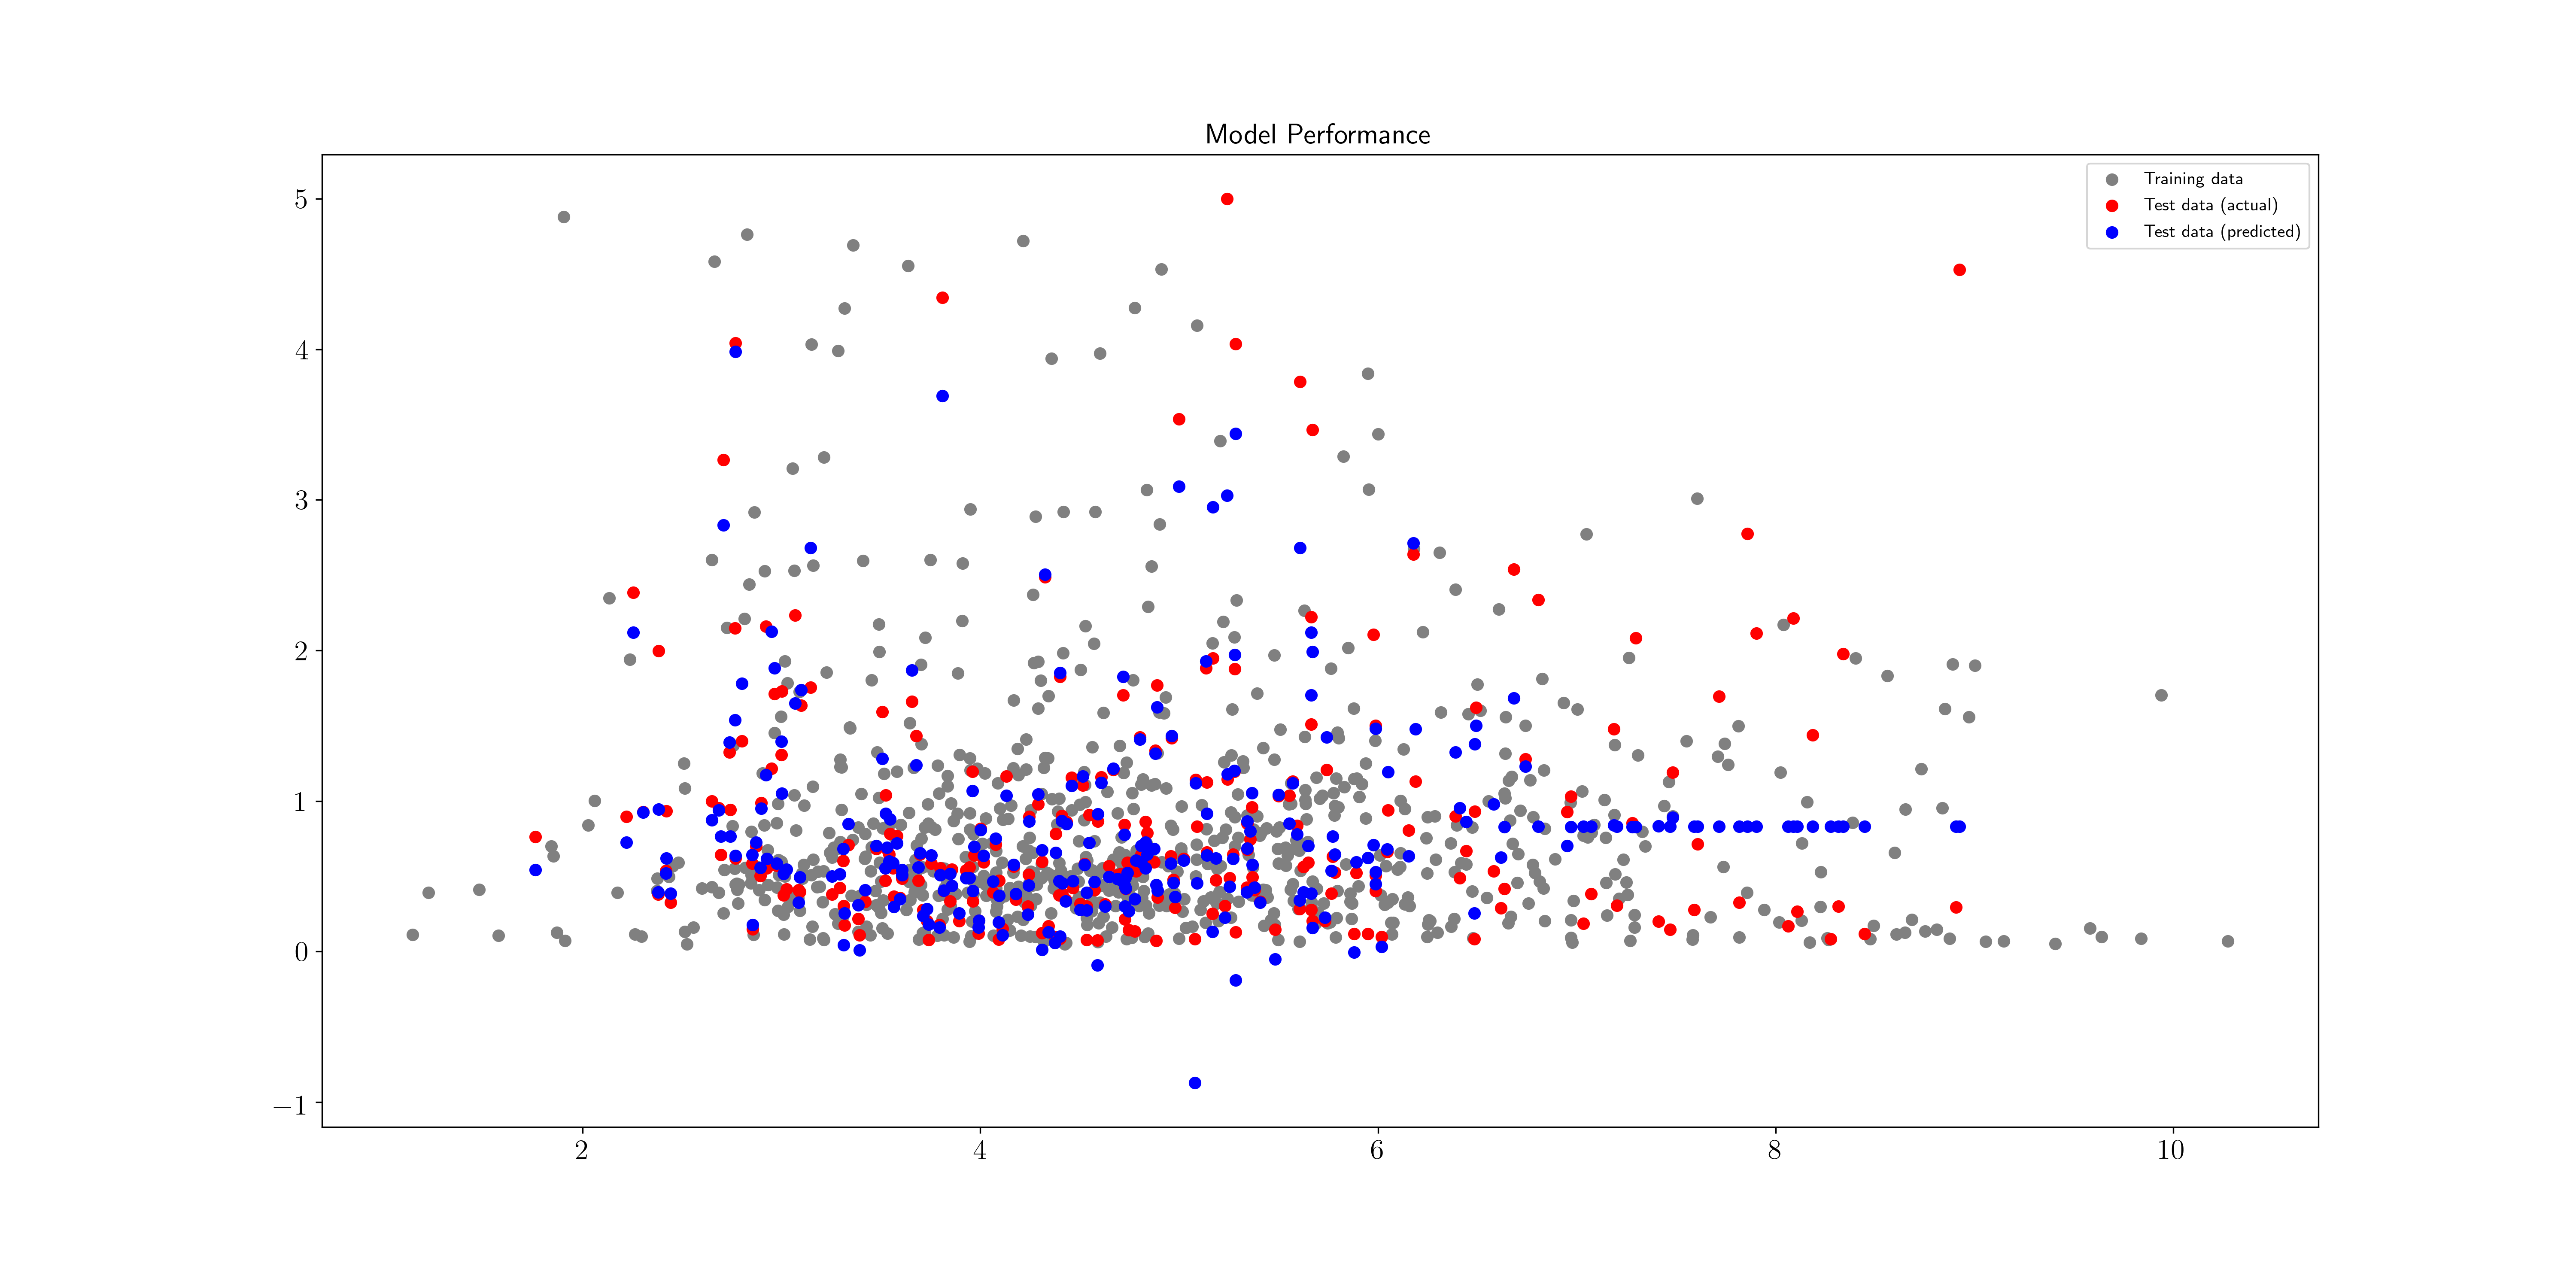 Model Performance
Training data
Test data (actual)
Test data (predicted)
5
4
3
2
1
0
−1
2 4 6 8 10